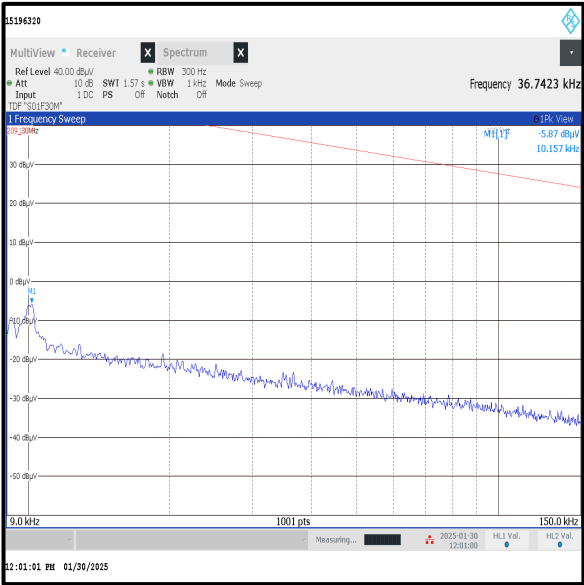 15196320
MultiView Receiver X Spectrum X
Ref Level 40.00 dBµV RBW 300 Hz
Att 10 dB SWT 1.57 s VBW 1 kHz Mode Sweep Frequency 36.7423 kHz
Input 1 DC PS Off Notch Off
TDF "S01F30M"
1 Frequency Sweep 1Pk View
M1[1] -5.87 dBµV
10.157 kHz
30 dBµV
20 dBµV
10 dBµV
0 dBµV
M1
-10 dBµV
-20 dBµV
-30 dBµV
-40 dBµV
-50 dBµV
9.0 kHz 1001 pts 150.0 kHz
Measuring... 2025-01-30 HL1 Val. HL2 Val.
12:01:00
12:01:01 PM 01/30/2025